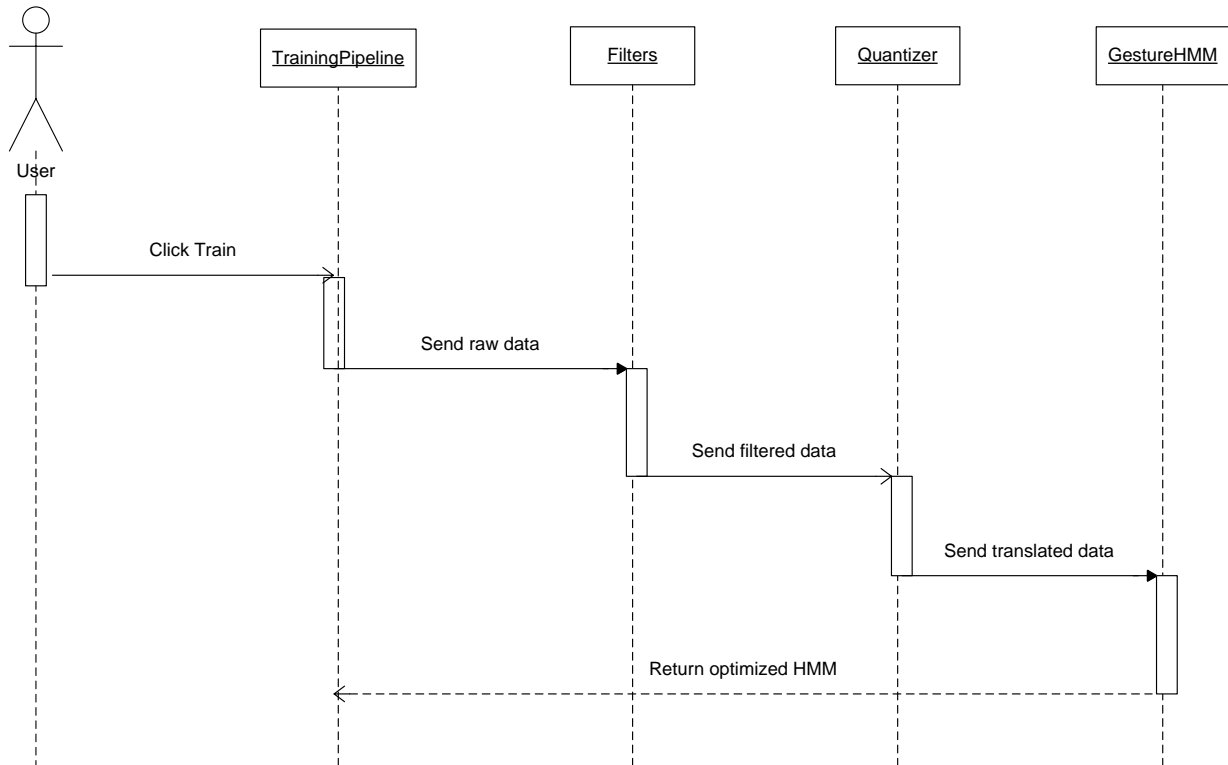 TrainingPipeline
Filters
Quantizer
GestureHMM
User
Click Train
Send raw data
Send filtered data
Send translated data
Return optimized HMM